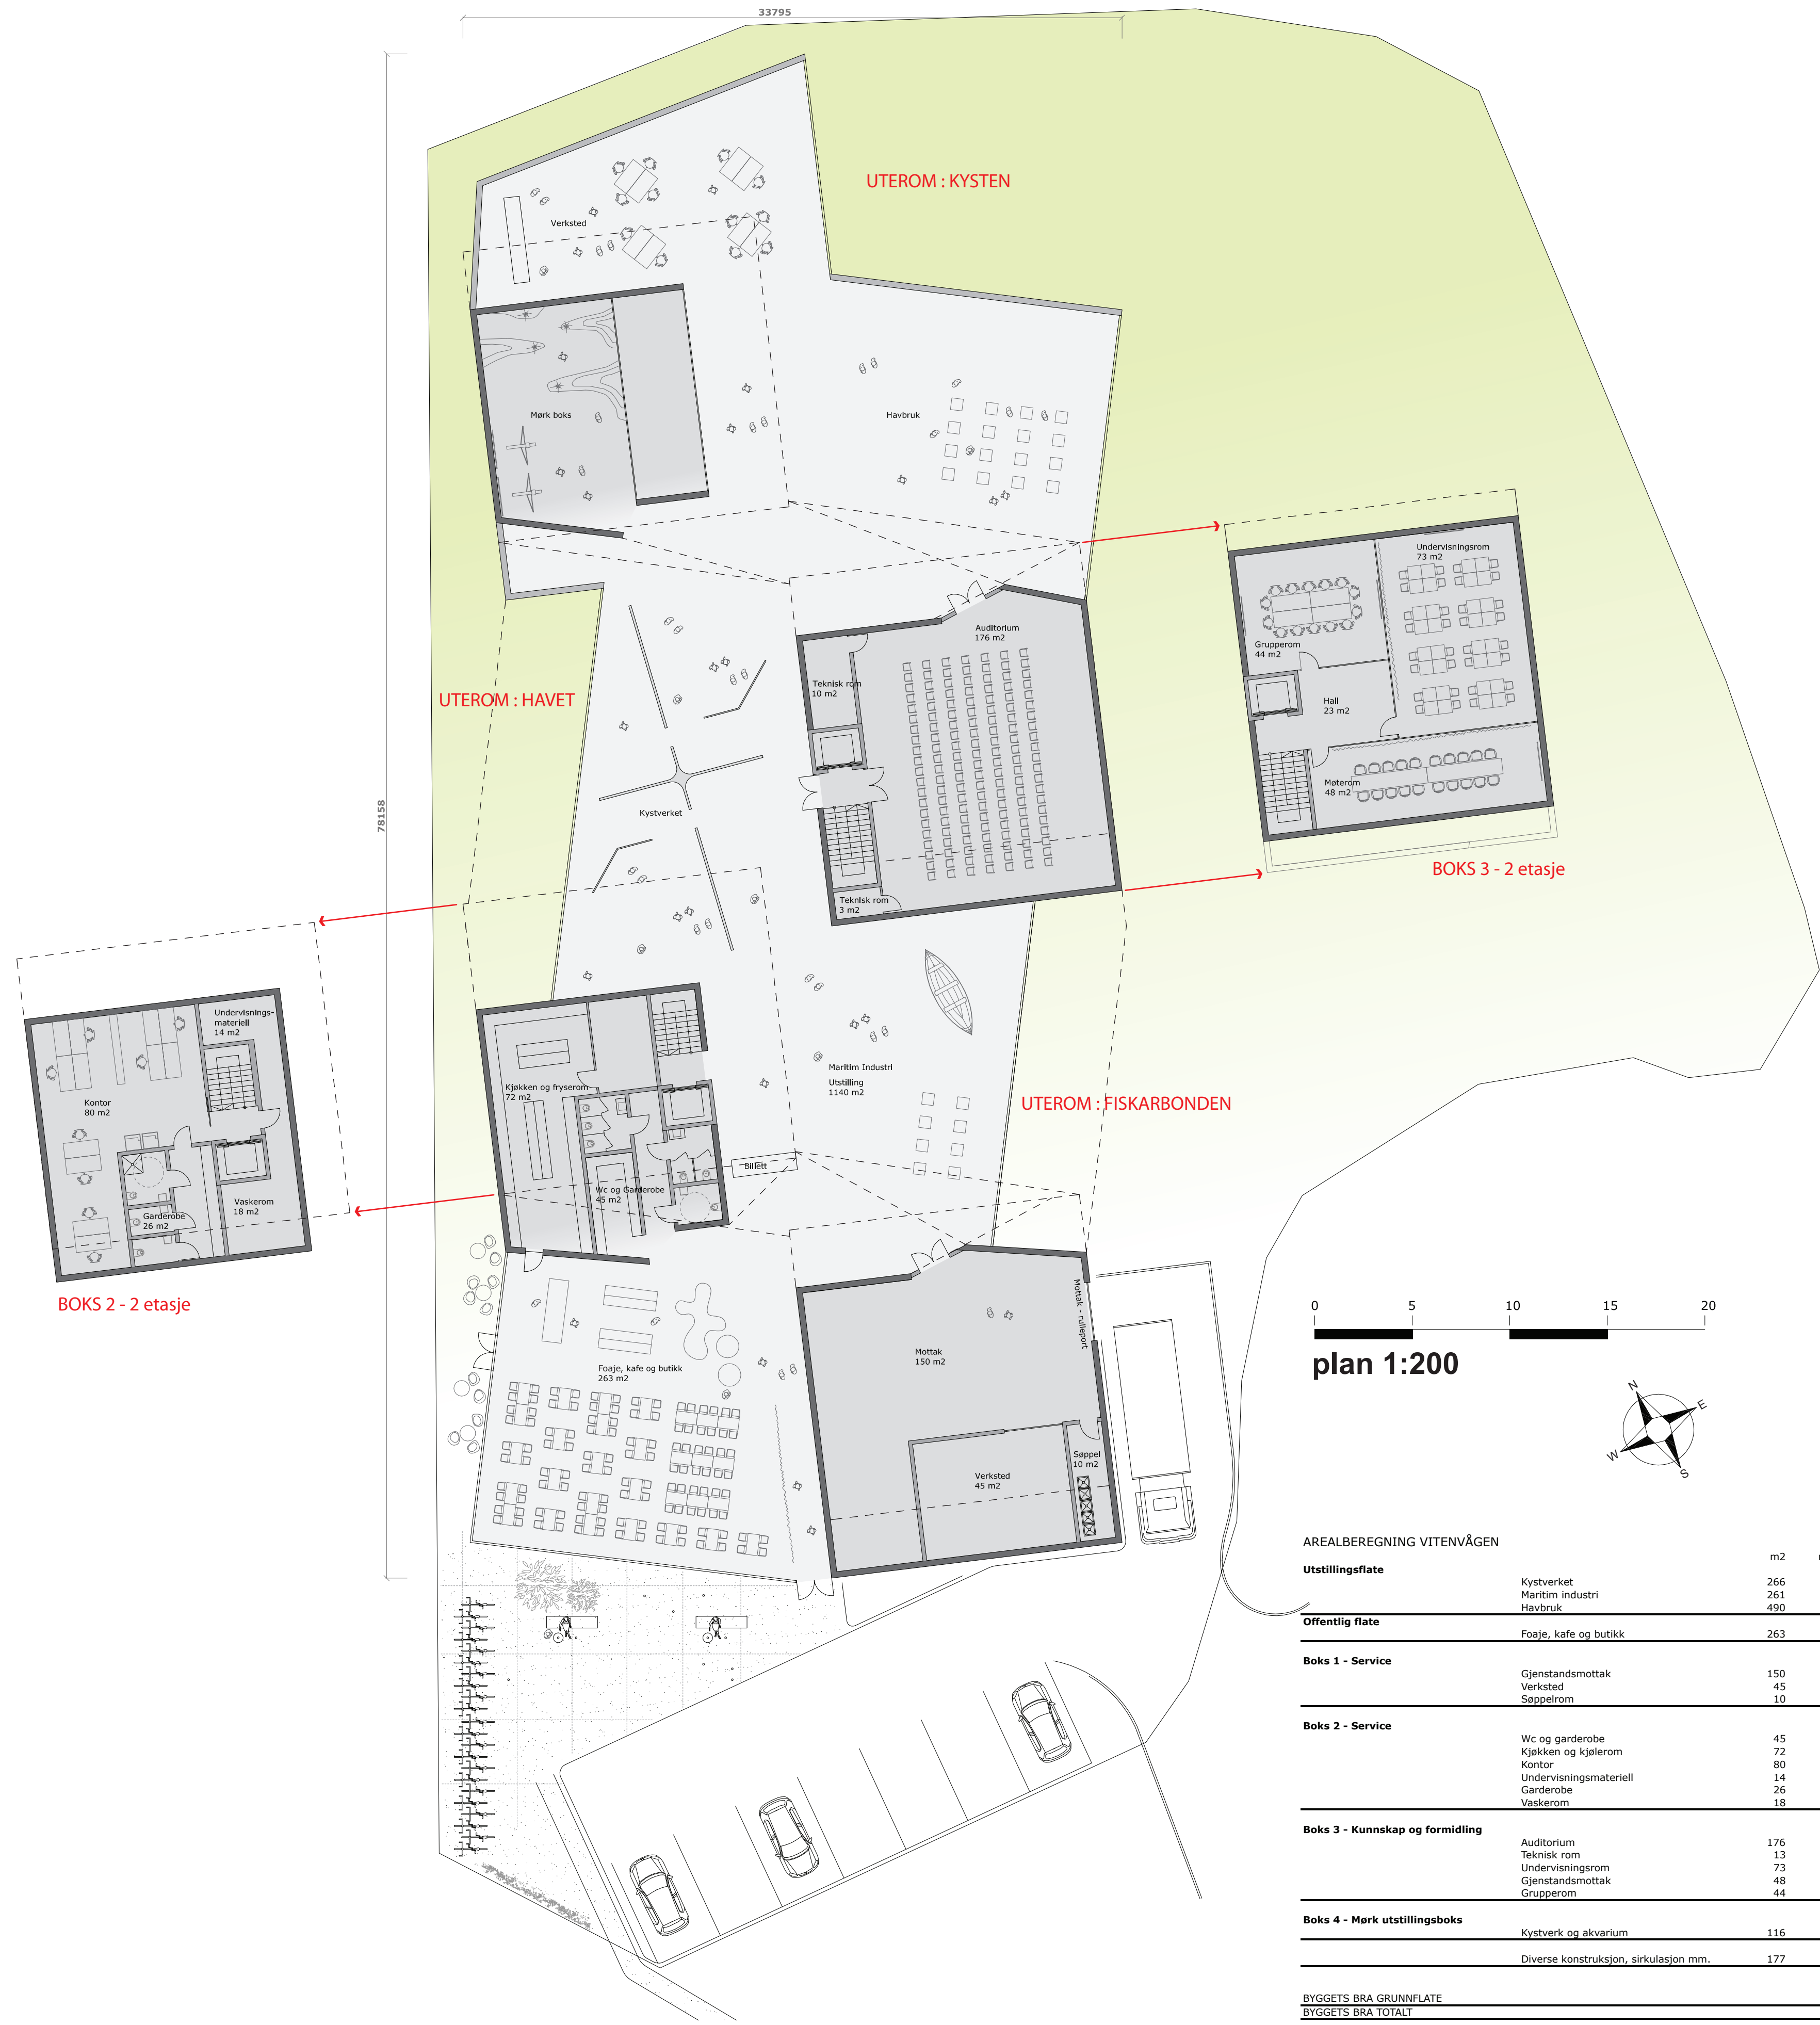 33795
78158
UTEROM : KYSTEN
Verksted
Mørk boks
Havbruk
Undervisningsrom
73 m2
Grupperom
44 m2
Hall
23 m2
Møterom
48 m2
BOKS 3 - 2 etasje
Auditorium
176 m2
Teknisk rom
10 m2
UTEROM : HAVET
Kystverket
Teknisk rom
3 m2
Undervisnings-
materiell
14 m2
Kontor
80 m2
Garderobe
26 m2
Vaskerom
18 m2
BOKS 2 - 2 etasje
Kjøkken og fryserom
72 m2
Maritim Industri
Utstilling
1140 m2
UTEROM : FISKARBONDEN
Billett
Wc og Garderobe
45 m2
Mottak - rulleport
Mottak
150 m2
Foaje, kafe og butikk
263 m2
Verksted
45 m2
Søppel
10 m2
0 5 10 15 20
plan 1:200
N
E
W
S
AREALBEREGNING VITENVÅGEN
m2
Utstillingsflate
Kystverket 266
Maritim industri 261
Havbruk 490
Offentlig flate
Foaje, kafe og butikk 263
Boks 1 - Service
Gjenstandsmottak 150
Verksted 45
Søppelrom 10
Boks 2 - Service
Wc og garderobe 45
Kjøkken og kjølerom 72
Kontor 80
Undervisningsmateriell 14
Garderobe 26
Vaskerom 18
Boks 3 - Kunnskap og formidling
Auditorium 176
Teknisk rom 13
Undervisningsrom 73
Gjenstandsmottak 48
Grupperom 44
Boks 4 - Mørk utstillingsboks
Kystverk og akvarium 116
Diverse konstruksjon, sirkulasjon mm. 177
BYGGETS BRA GRUNNFLATE
BYGGETS BRA TOTALT